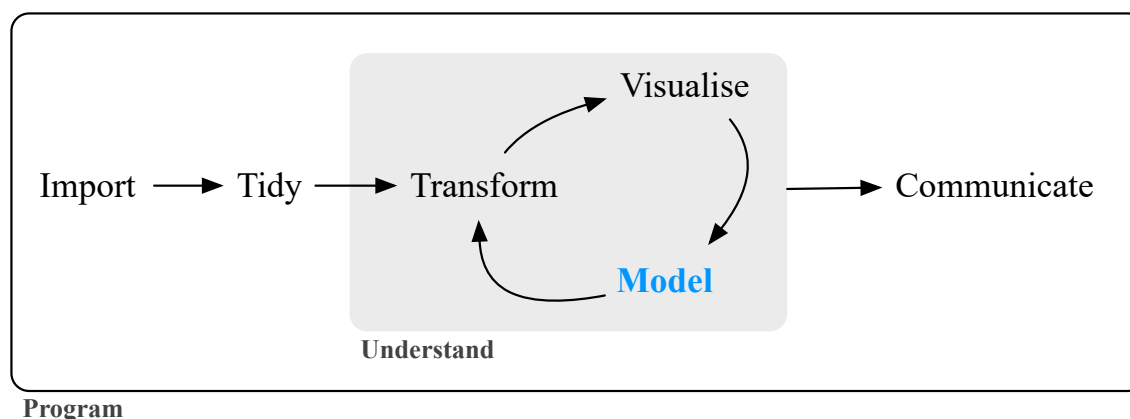 Visualise
Import
Tidy
Transform
Communicate
Model
Understand
Program